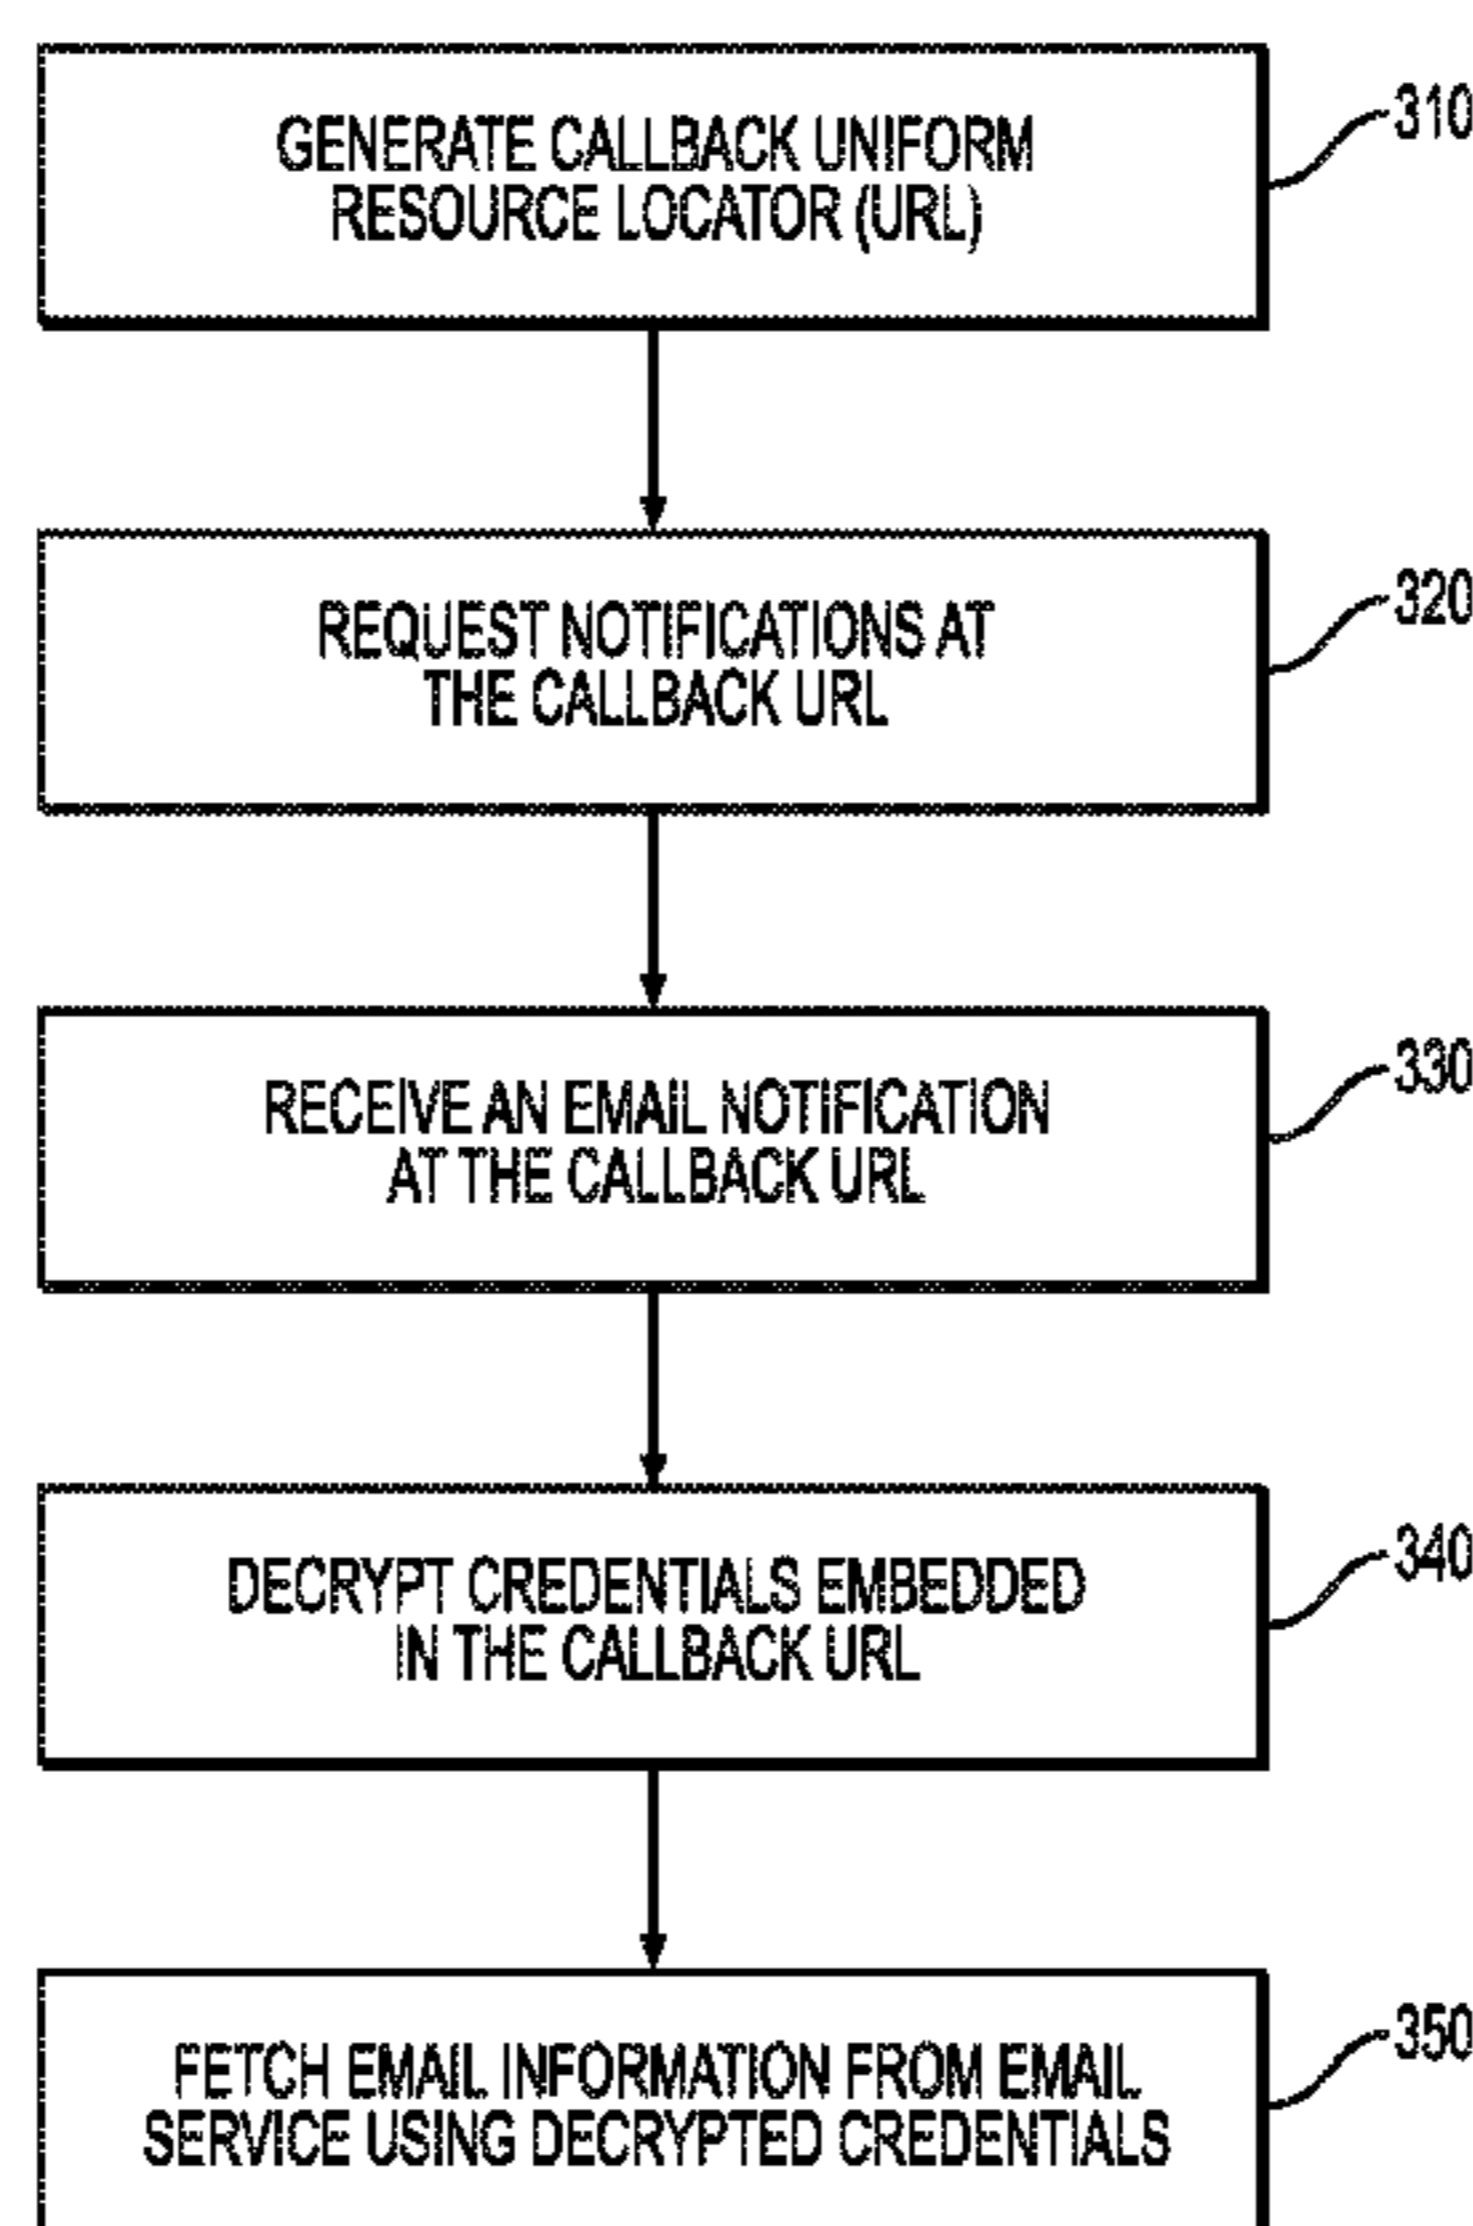 GENERATE CALLBACK UNIFORM
RESOURCE LOCATOR (URL)
310
REQUEST NOTIFICATIONS AT
THE CALLBACK URL
320
RECEIVE AN EMAIL NOTIFICATION
AT THE CALLBACK URL
330
DECRYPT CREDENTIALS EMBEDDED
IN THE CALLBACK URL
340
FETCH EMAIL INFORMATION FROM EMAIL
SERVICE USING DECRYPTED CREDENTIALS
350